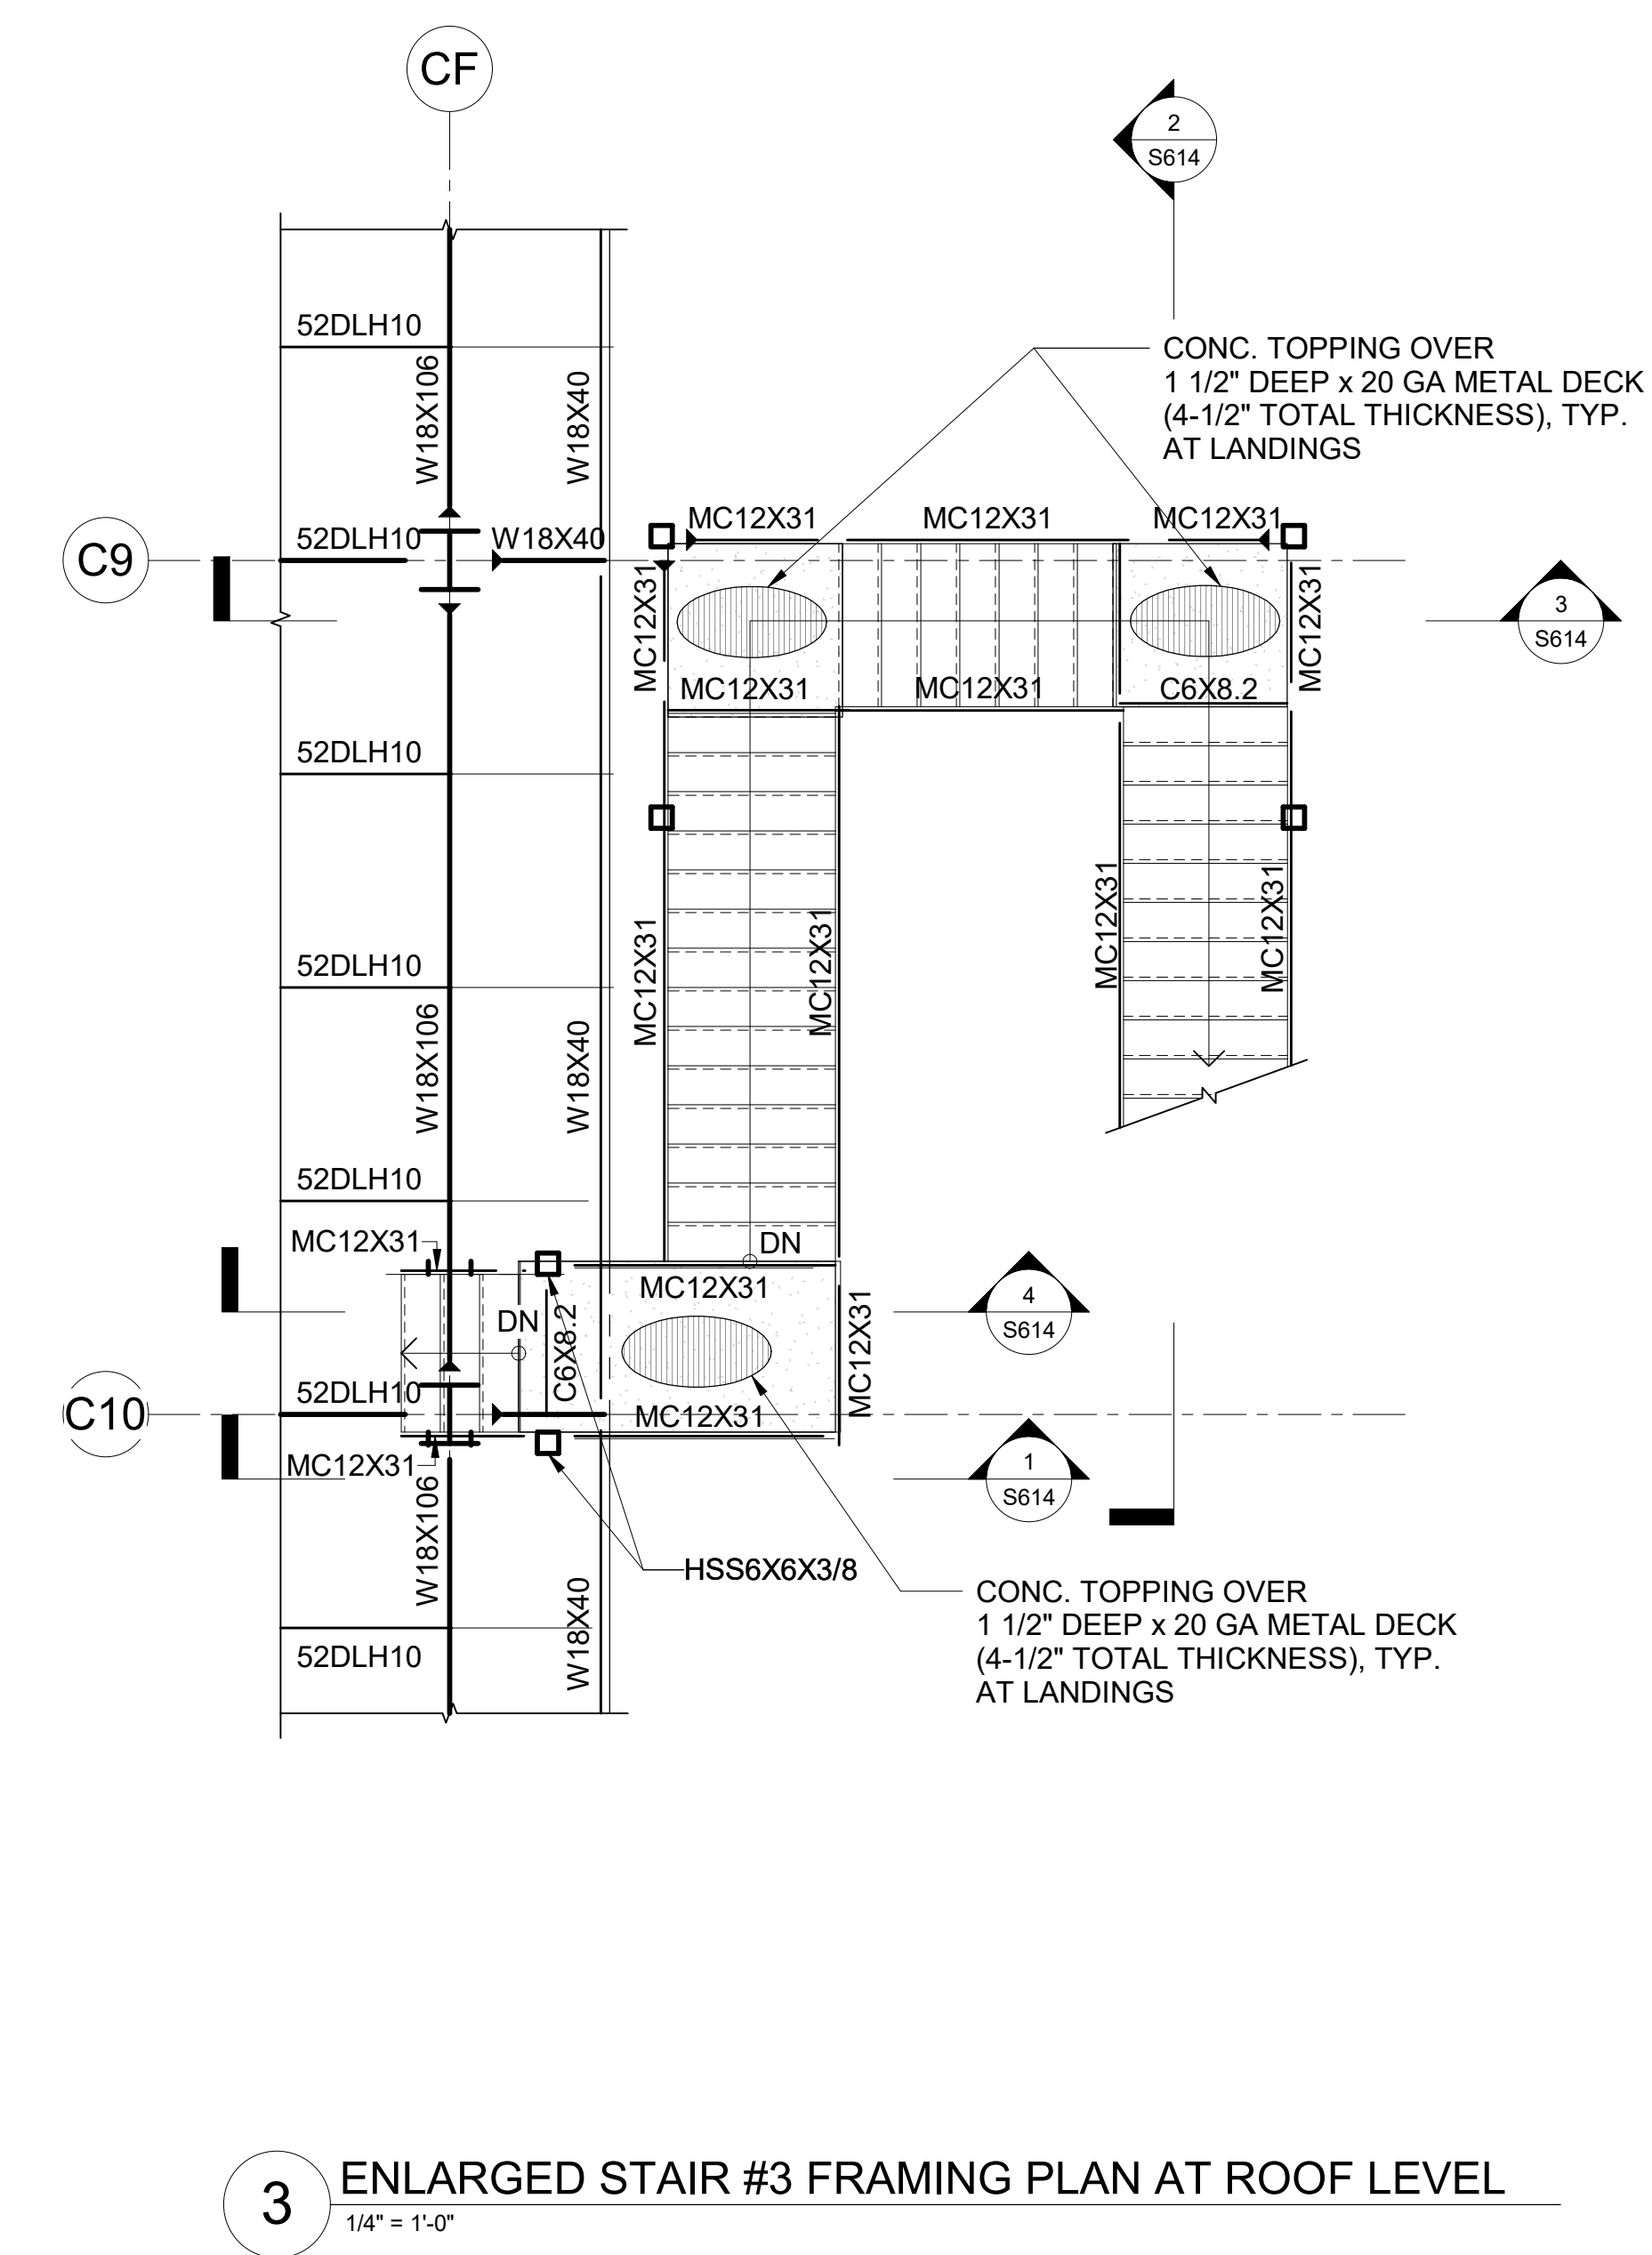 CF
2
S614
52DLH10
W18X106
W18X40
CONC. TOPPING OVER
1 1/2" DEEP x 20 GA METAL DECK
(4-1/2" TOTAL THICKNESS), TYP.
AT LANDINGS
C9
52DLH10
W18X40
MC12X31
MC12X31
MC12X31
MC12X31
MC12X31
3
S614
MC12X31
MC12X31
C6X8.2
52DLH10
MC12X31
MC12X31
MC12X31
MC12X31
52DLH10
W18X106
W18X40
52DLH10
MC12X31
DN
MC12X31
DN
C6X8.2
MC12X31
4
S614
C10
52DLH10
MC12X31
MC12X31
1
S614
W18X106
HSS6X6X3/8
W18X40
52DLH10
CONC. TOPPING OVER
1 1/2" DEEP x 20 GA METAL DECK
(4-1/2" TOTAL THICKNESS), TYP.
AT LANDINGS
3
ENLARGED STAIR #3 FRAMING PLAN AT ROOF LEVEL
1/4" = 1'-0"